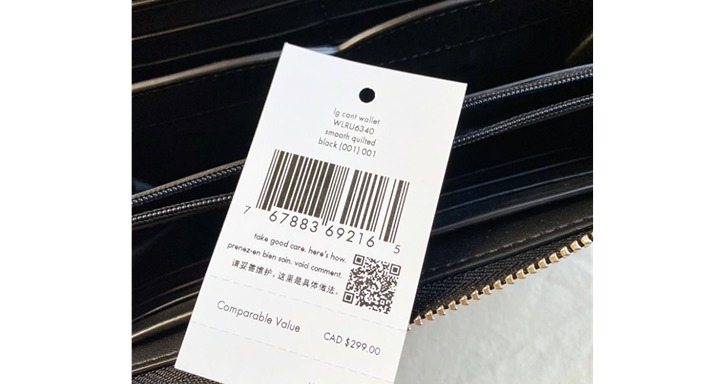 lg cont wallet
WLRU6340
smooth quilted
black (001) 001
7 67883 69216 5
take good care. here's how.
prenez-en bien soin. voici comment.
请妥善维护，这里是具体做法。
Comparable Value
CAD $299.00